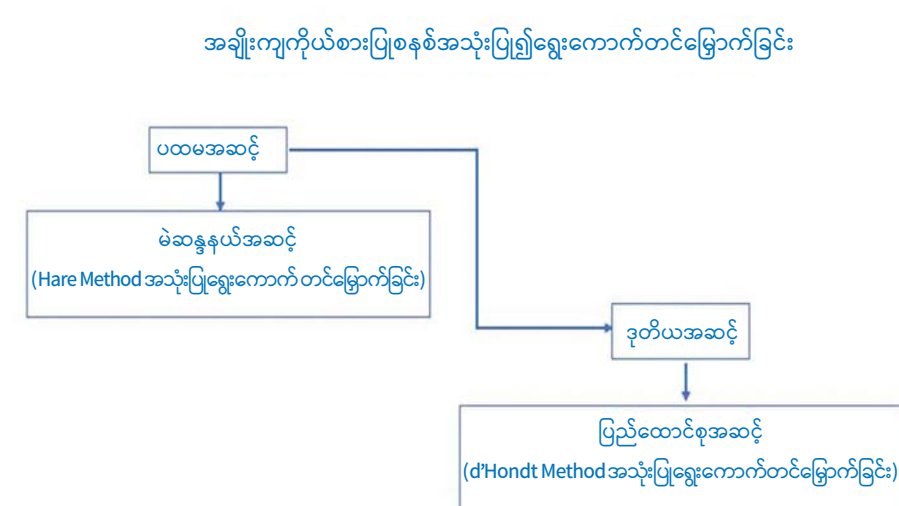 အချိုးကျကိုယ်စားပြုစနစ်အသုံးပြု၍ရွေးကောက်တင်မြှောက်ခြင်း
ပထမအဆင့်
မဲဆန္ဒနယ်အဆင့်
(Hare Method အသုံးပြုရွေးကောက် တင်မြှောက်ခြင်း)
ဒုတိယအဆင့်
ပြည်ထောင်စုအဆင့်
(d’Hondt Method အသုံးပြုရွေးကောက်တင်မြှောက်ခြင်း)